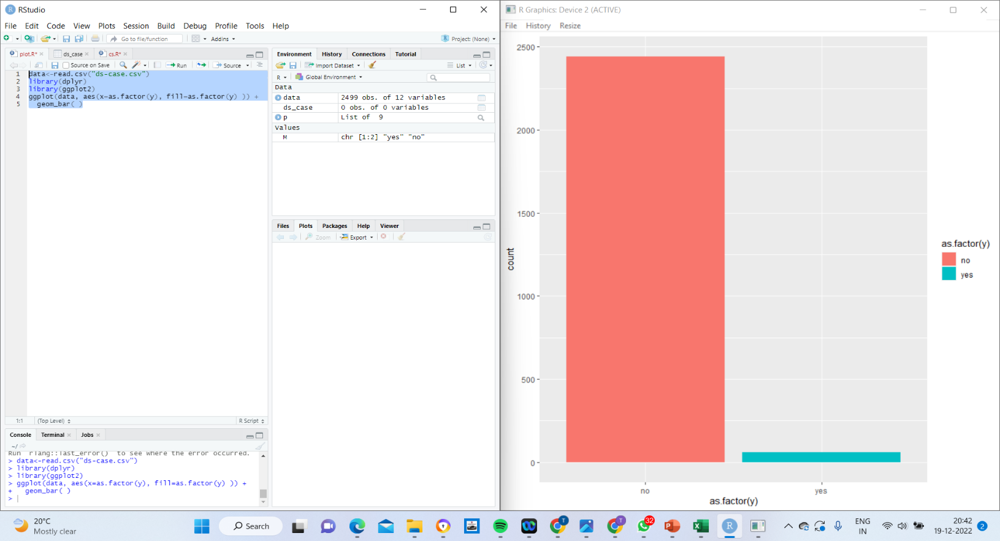 RStudio
File Edit Code View Plots Session Build Debug Profile Tools Help
Go to file/function
Addins
Project: (None)
plot.R*
ds_case
cs.R*
Source on Save
Run
Source
1 data<-read.csv("ds-case.csv")
2 library(dplyr)
3 library(ggplot2)
4 ggplot(data, aes(x=as.factor(y), fill=as.factor(y) )) +
5 geom_bar( )
1:1 (Top Level) R Script
Console Terminal Jobs
~/
Run `rlang::last_error()` to see where the error occurred.
> data<-read.csv("ds-case.csv")
> library(dplyr)
> library(ggplot2)
> ggplot(data, aes(x=as.factor(y), fill=as.factor(y) )) +
+ geom_bar( )
>
Environment History Connections Tutorial
Import Dataset
List
R
Global Environment
Data
data 2499 obs. of 12 variables
ds_case 0 obs. of 0 variables
p List of 9
Values
M chr [1:2] "yes" "no"
Files Plots Packages Help Viewer
Zoom Export
R Graphics: Device 2 (ACTIVE)
File History Resize
2500
2000
1500
1000
500
0
count
no yes
as.factor(y)
as.factor(y)
no
yes
20°C
Mostly clear
Search
T
T
32
ENG
IN
20:42
19-12-2022
2